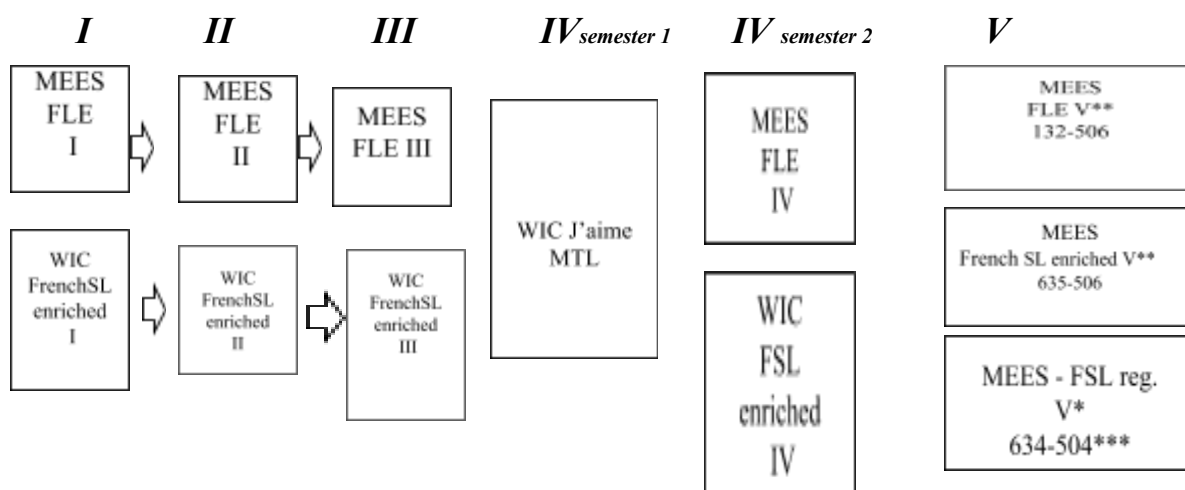 I
II
III
IV semester 1
IV semester 2
V
MEES
FLE
I
MEES
FLE
II
MEES
FLE III
WIC J'aime
MTL
MEES
FLE
IV
MEES
FLE V**
132-506
WIC
FrenchSL
enriched
I
WIC
FrenchSL
enriched
II
WIC
FrenchSL
enriched
III
WIC
FSL
enriched
IV
MEES
French SL enriched V**
635-506
MEES - FSL reg.
V*
634-504***